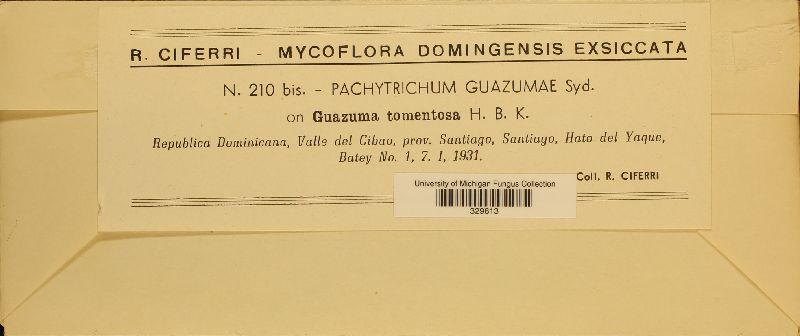 R. CIFERRI - MYCOFLORA DOMINGENSIS EXSICCATA
N. 210 bis. - PACHYTRICHUM GUAZUMAE Syd.
on Guazuma tomentosa H. B. K.
Republica Dominicana, Valle del Cibao, prov. Santiago, Santiago, Hato del Yaque,
Batey No. 1, 7. I, 1931.
Coll. R. CIFERRI
University of Michigan Fungus Collection
329613